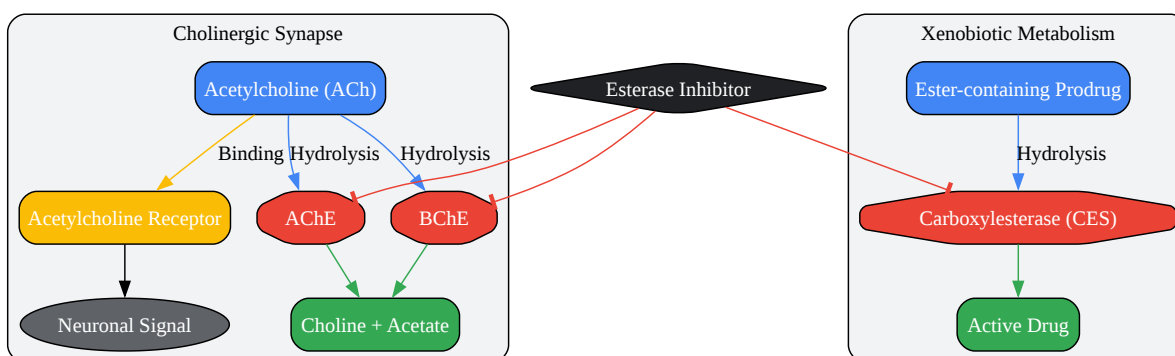 Cholinergic Synapse
Xenobiotic Metabolism
Acetylcholine (ACh)
Esterase Inhibitor
Ester-containing Prodrug
Binding
Hydrolysis
Hydrolysis
Hydrolysis
Acetylcholine Receptor
AChE
BChE
Carboxylesterase (CES)
Neuronal Signal
Choline + Acetate
Active Drug